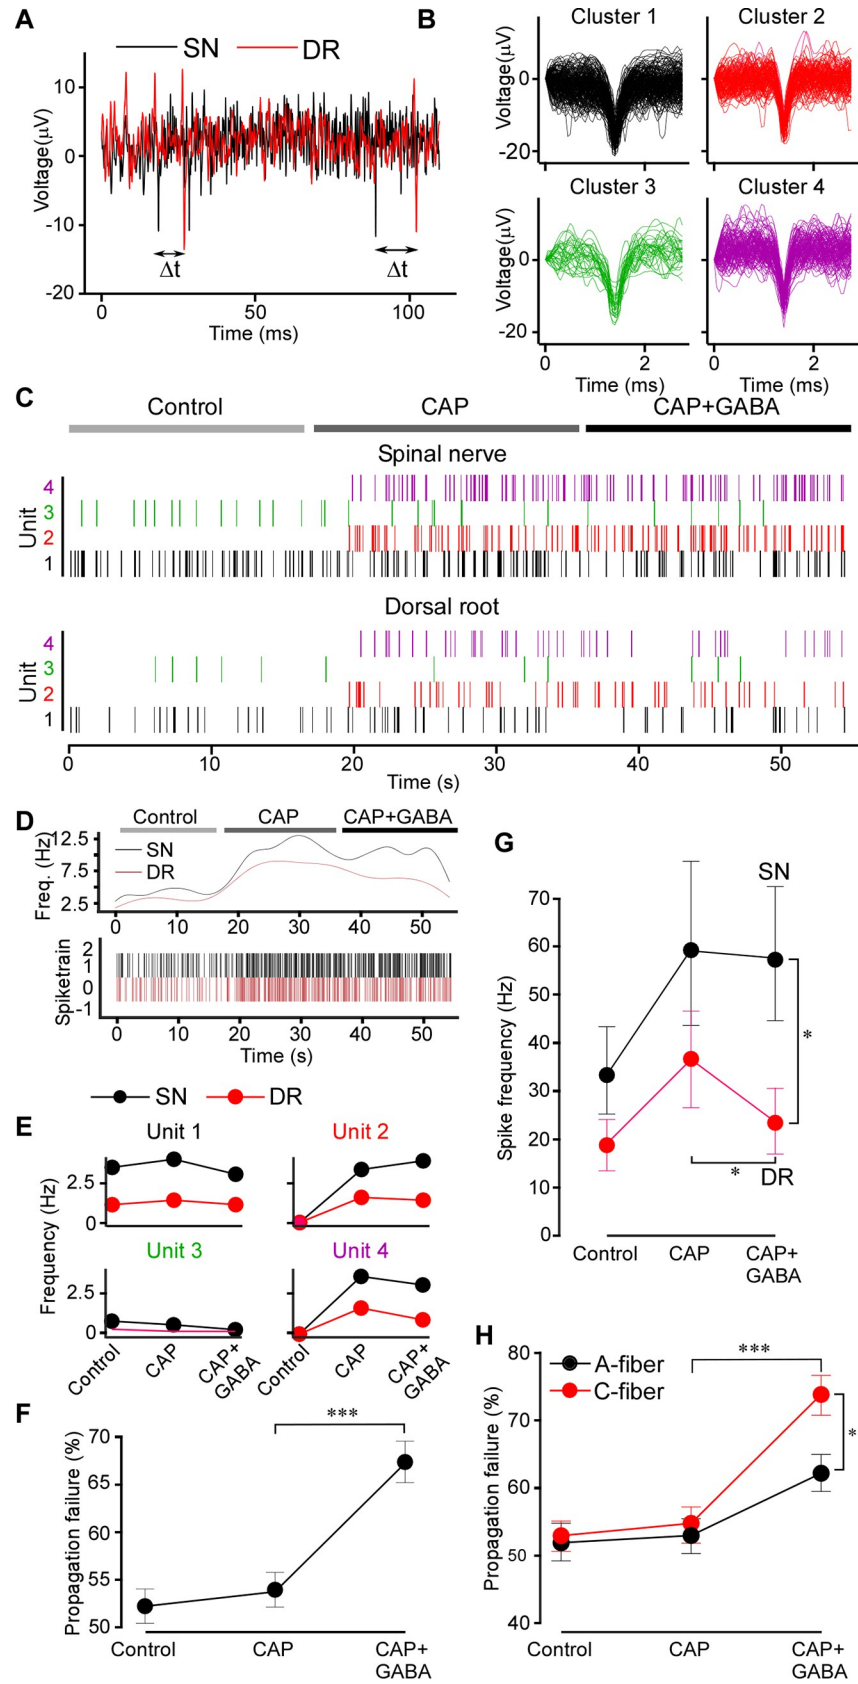 A
SN DR
Voltage(μV)
10
0
-10
-20
Δt
Δt
0 50 100
Time (ms)
B
Cluster 1
Cluster 2
Voltage(μV)
0
-20
Cluster 3
Cluster 4
Voltage(μV)
0
-20
0 2
0 2
Time (ms)
Time (ms)
C
Control CAP CAP+GABA
Spinal nerve
Unit
4
3
2
1
Dorsal root
Unit
4
3
2
1
0 10 20 30 40 50
Time (s)
D
Control CAP CAP+GABA
Freq. (Hz)
12.5
7.5
2.5
SN
DR
0 10 20 30 40 50
Spiketrain
2
1
0
-1
0 10 20 30 40 50
Time (s)
SN DR
E
Frequency (Hz)
Unit 1
Unit 2
2.5
0
Unit 3
Unit 4
2.5
0
Control CAP CAP+
GABA
Control CAP CAP+
GABA
F
Propagation failure (%)
70
65
60
55
50
***
Control CAP CAP+
GABA
G
Spike frequency (Hz)
70
60
50
40
30
20
10
0
SN
*
*
DR
Control CAP CAP+
GABA
H
Propagation failure (%)
80
70
60
50
40
A-fiber
C-fiber
***
*
Control CAP CAP+
GABA